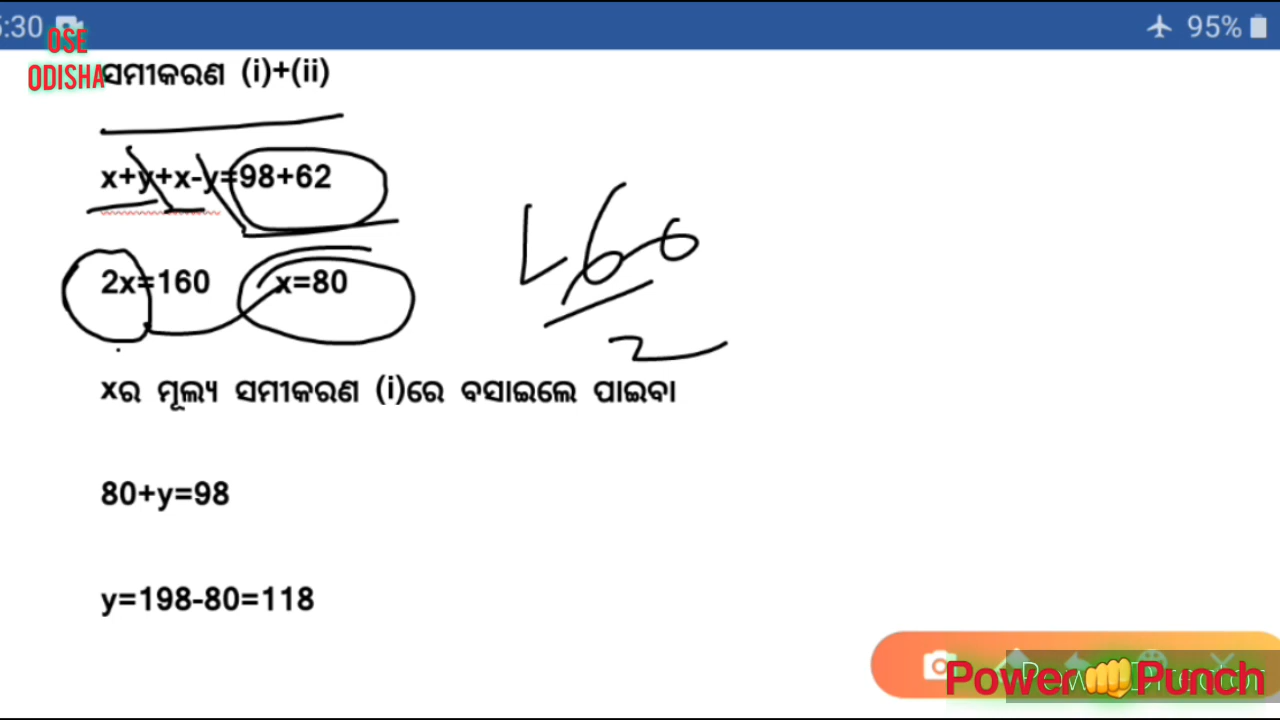 5:30 95%
OSE
ODISHA
ସମୀକରଣ (i)+(ii)
x+y+x-y=98+62
2x=160 x=80
160
2
xର ମୂଲ୍ୟ ସମୀକରଣ (i)ରେ ବସାଇଲେ ପାଇବା
80+y=98
y=198-80=118
Power Punch